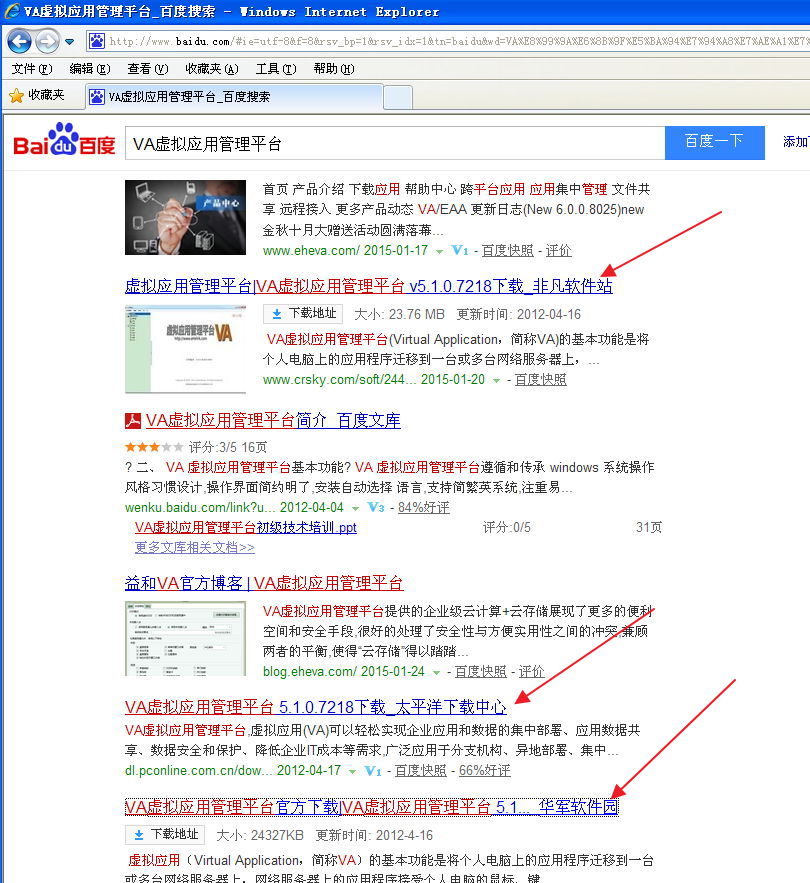 VA虚拟应用管理平台_百度搜索 - Windows Internet Explorer
文件(F) 编辑(E) 查看(V) 收藏夹(A) 工具(T) 帮助(H)
收藏夹 VA虚拟应用管理平台_百度搜索
Bai du 百度 VA虚拟应用管理平台 百度一下 添加
产品中心
首页 产品介绍 下载应用 帮助中心 跨平台应用 应用集中管理 文件共
享 远程接入 更多产品动态 VA/EAA 更新日志(New 6.0.0.8025)new
金秋十月大赠送活动圆满落幕...
www.eheva.com/ 2015-01-17 - V1 - 百度快照 - 评价
虚拟应用管理平台|VA虚拟应用管理平台 v5.1.0.7218下载_非凡软件站
虚拟应用管理平台VA
下载地址 大小: 23.76 MB 更新时间: 2012-04-16
VA虚拟应用管理平台(Virtual Application，简称VA)的基本功能是将
个人电脑上的应用程序迁移到一台或多台网络服务器上，...
www.crsky.com/soft/244... 2015-01-20 - 百度快照
VA虚拟应用管理平台简介_百度文库
评分:3/5 16页
? 二、 VA 虚拟应用管理平台基本功能? VA 虚拟应用管理平台遵循和传承 windows 系统操作
风格习惯设计,操作界面简约明了,安装自动选择 语言,支持简繁英系统,注重易...
wenku.baidu.com/link?u... 2012-04-04 V3 - 84%好评
VA虚拟应用管理平台初级技术培训.ppt 评分:0/5 31页
更多文库相关文档>>
益和VA官方博客 | VA虚拟应用管理平台
VA虚拟应用管理平台提供的企业级云计算+云存储展现了更多的便利
空间和安全手段,很好的处理了安全性与方便实用性之间的冲突,兼顾
两者的平衡,使得“云存储”得以踏踏...
blog.eheva.com/ 2015-01-24 - 百度快照 - 评价
VA虚拟应用管理平台 5.1.0.7218下载_太平洋下载中心
VA虚拟应用管理平台,虚拟应用(VA)可以轻松实现企业应用和数据的集中部署、应用数据共
享、数据安全和保护、降低企业IT成本等需求,广泛应用于分支机构、异地部署、集中...
dl.pconline.com.cn/dow... 2012-04-17 V1 - 百度快照 - 66%好评
VA虚拟应用管理平台官方下载|VA虚拟应用管理平台 5.1..._华军软件园
下载地址 大小: 24327KB 更新时间: 2012-4-16
虚拟应用（Virtual Application，简称VA）的基本功能是将个人电脑上的应用程序迁移到一台
或多台网络服务器上，网络服务器上的应用程序接受个人电脑的鼠标、键